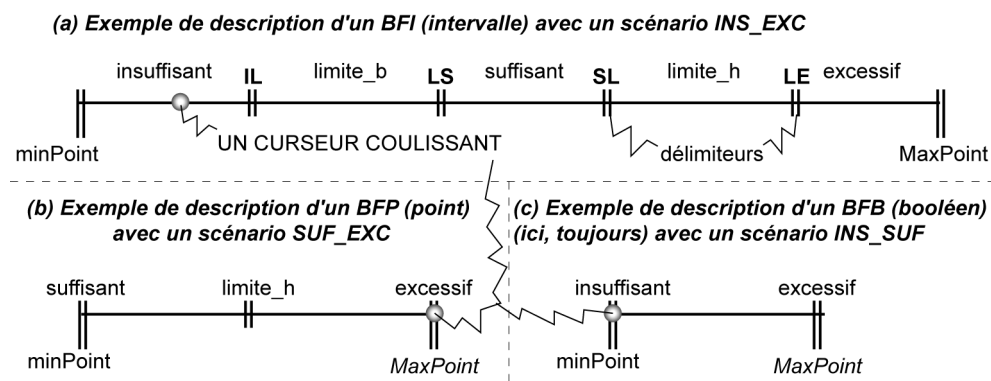 (a) Exemple de description d'un BFI (intervalle) avec un scénario INS_EXC
insuffisant IL limite_b LS suffisant SL limite_h LE excessif
UN CURSEUR COULISSANT
délimiteurs
minPoint MaxPoint
(b) Exemple de description d'un BFP (point)
avec un scénario SUF_EXC
suffisant limite_h excessif
minPoint MaxPoint
(c) Exemple de description d'un BFB (booléen)
(ici, toujours) avec un scénario INS_SUF
insuffisant excessif
minPoint MaxPoint